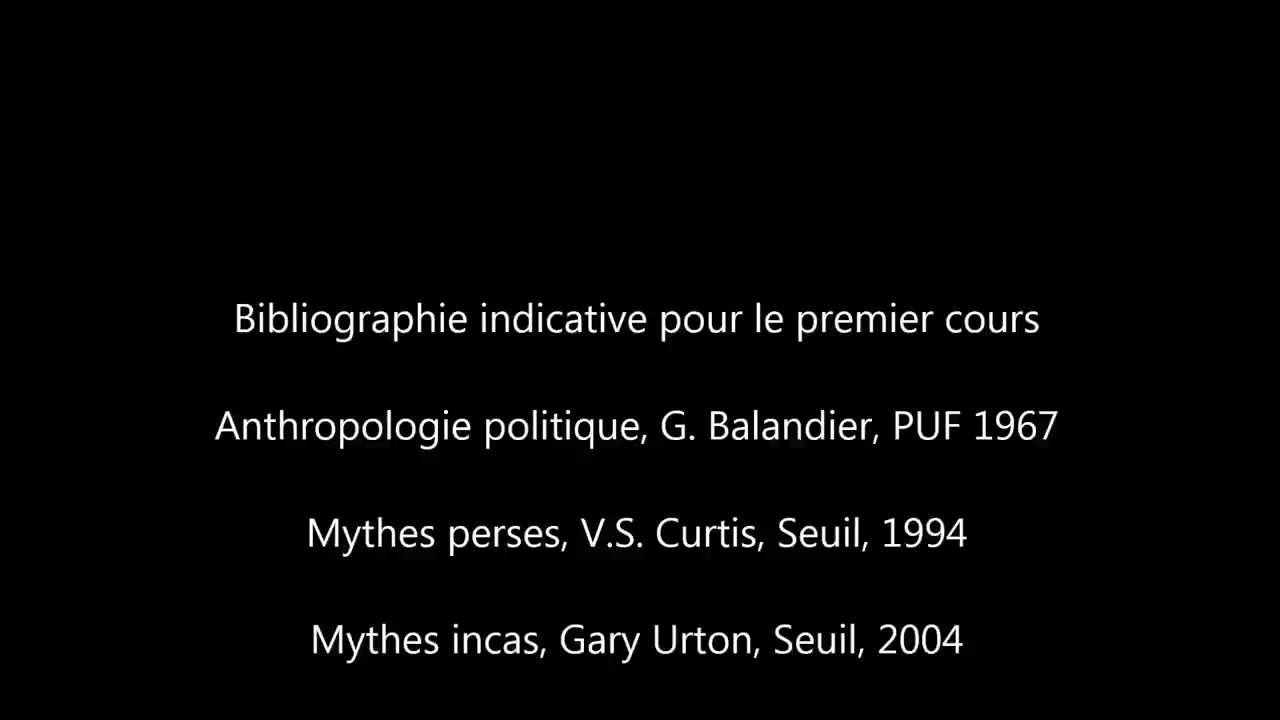 Bibliographie indicative pour le premier cours
Anthropologie politique, G. Balandier, PUF 1967
Mythes perses, V.S. Curtis, Seuil, 1994
Mythes incas, Gary Urton, Seuil, 2004